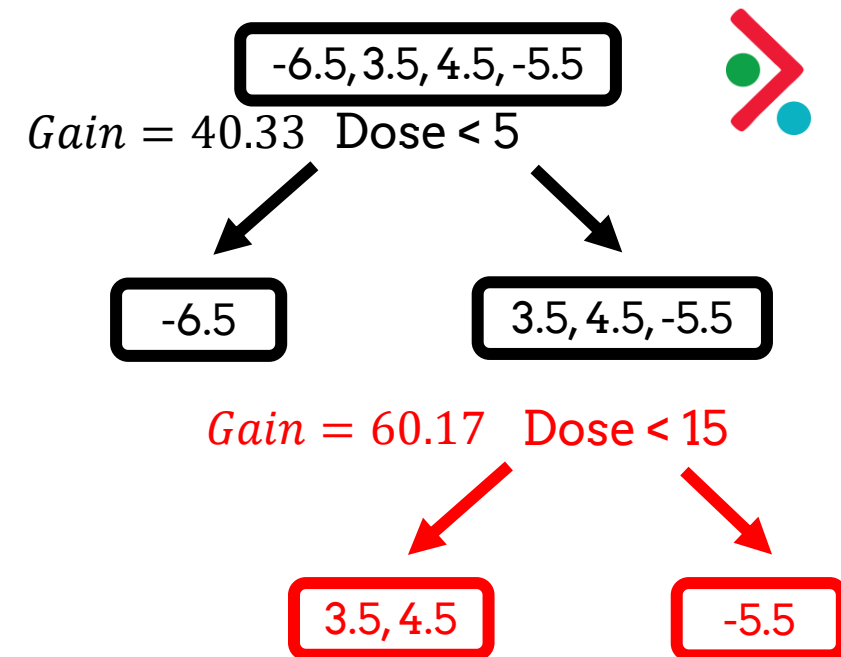 -6.5, 3.5, 4.5, -5.5
Gain = 40.33 Dose < 5
-6.5
3.5, 4.5, -5.5
Gain = 60.17 Dose < 15
3.5, 4.5
-5.5